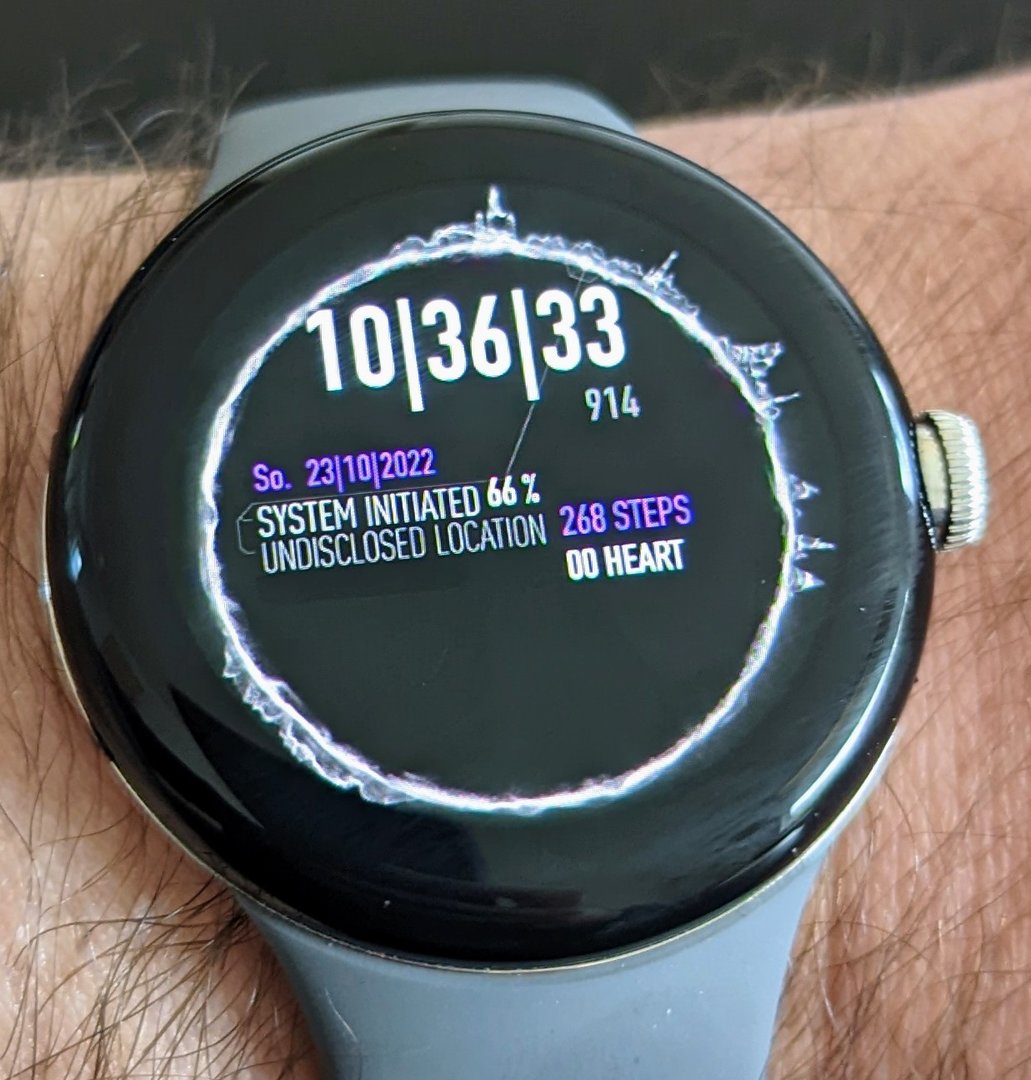 10|36|33
914
So. 23|10|2022
SYSTEM INITIATED 66 %
UNDISCLOSED LOCATION
268 STEPS
00 HEART